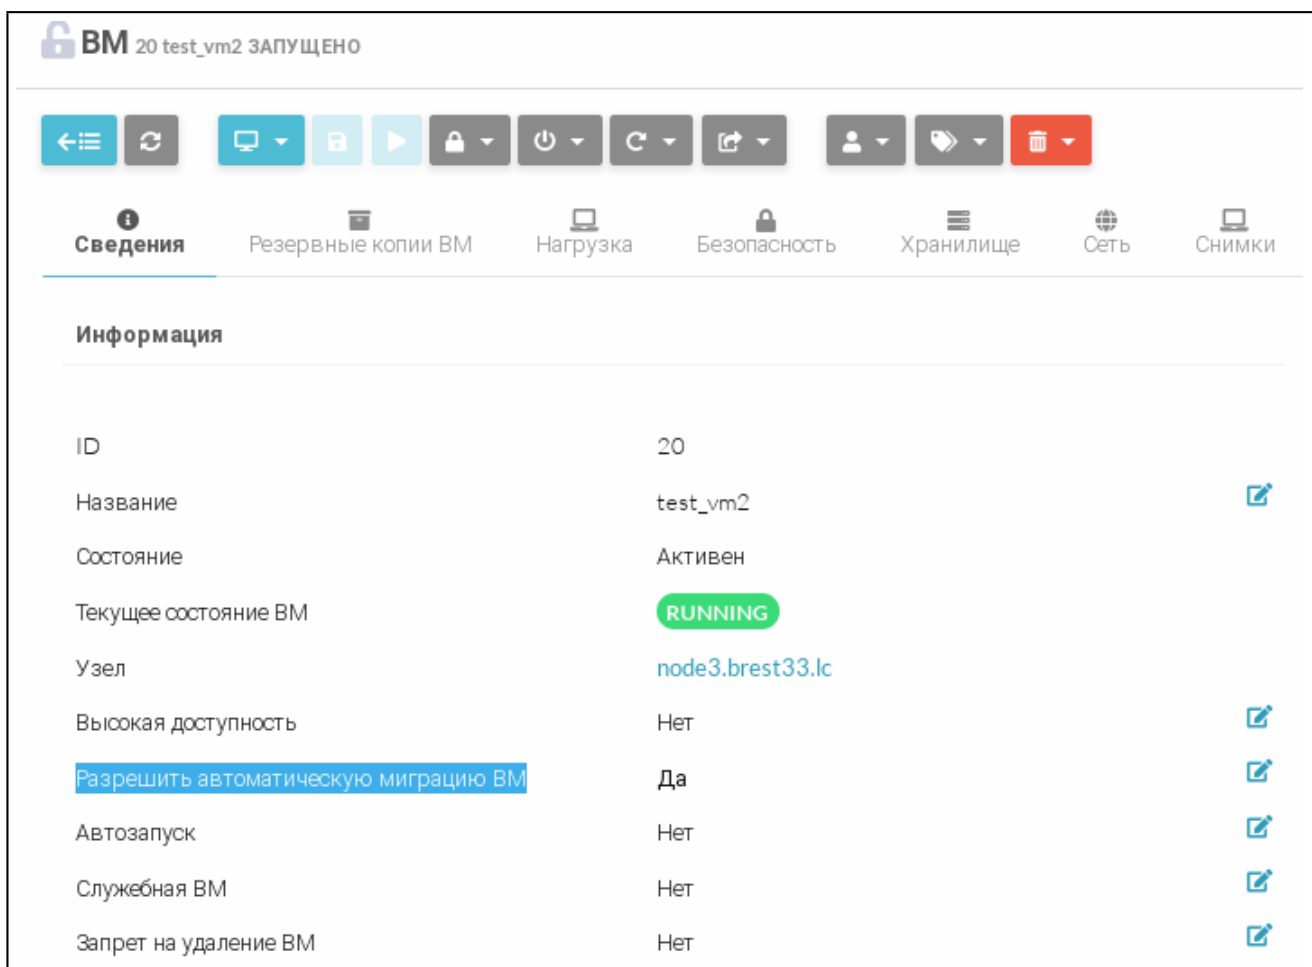 ВМ 20 test_vm2 ЗАПУЩЕНО
Сведения Резервные копии ВМ Нагрузка Безопасность Хранилище Сеть Снимки
Информация
ID 20
Название test_vm2
Состояние Активен
Текущее состояние ВМ RUNNING
Узел node3.brest33.lc
Высокая доступность Нет
Разрешить автоматическую миграцию ВМ Да
Автозапуск Нет
Служебная ВМ Нет
Запрет на удаление ВМ Нет